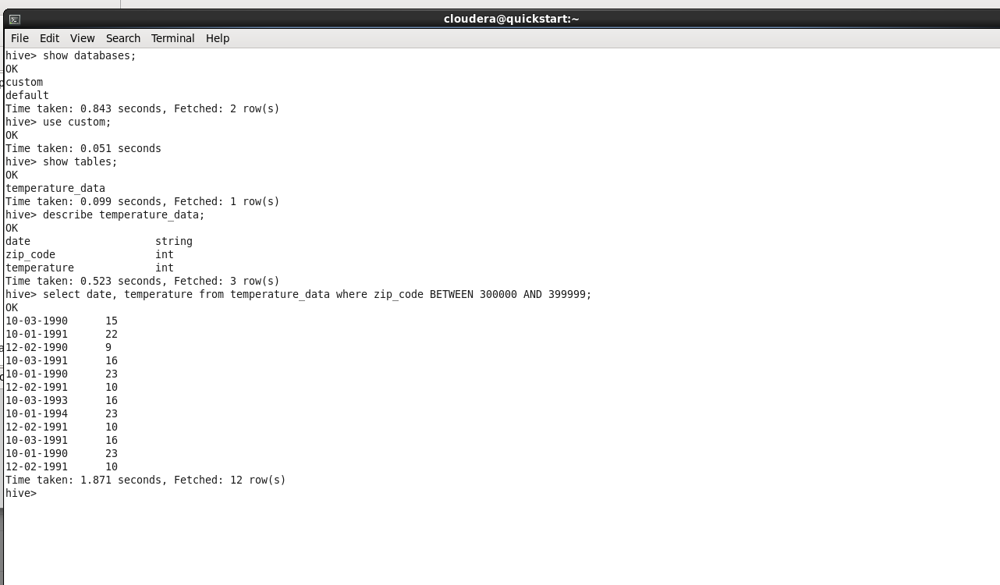 cloudera@quickstart:~
File Edit View Search Terminal Help
hive> show databases;
OK
custom
default
Time taken: 0.843 seconds, Fetched: 2 row(s)
hive> use custom;
OK
Time taken: 0.051 seconds
hive> show tables;
OK
temperature_data
Time taken: 0.099 seconds, Fetched: 1 row(s)
hive> describe temperature_data;
OK
date                    string
zip_code                int
temperature             int
Time taken: 0.523 seconds, Fetched: 3 row(s)
hive> select date, temperature from temperature_data where zip_code BETWEEN 300000 AND 399999;
OK
10-03-1990      15
10-01-1991      22
12-02-1990      9
10-03-1991      16
10-01-1990      23
12-02-1991      10
10-03-1993      16
10-01-1994      23
12-02-1991      10
10-03-1991      16
10-01-1990      23
12-02-1991      10
Time taken: 1.871 seconds, Fetched: 12 row(s)
hive>